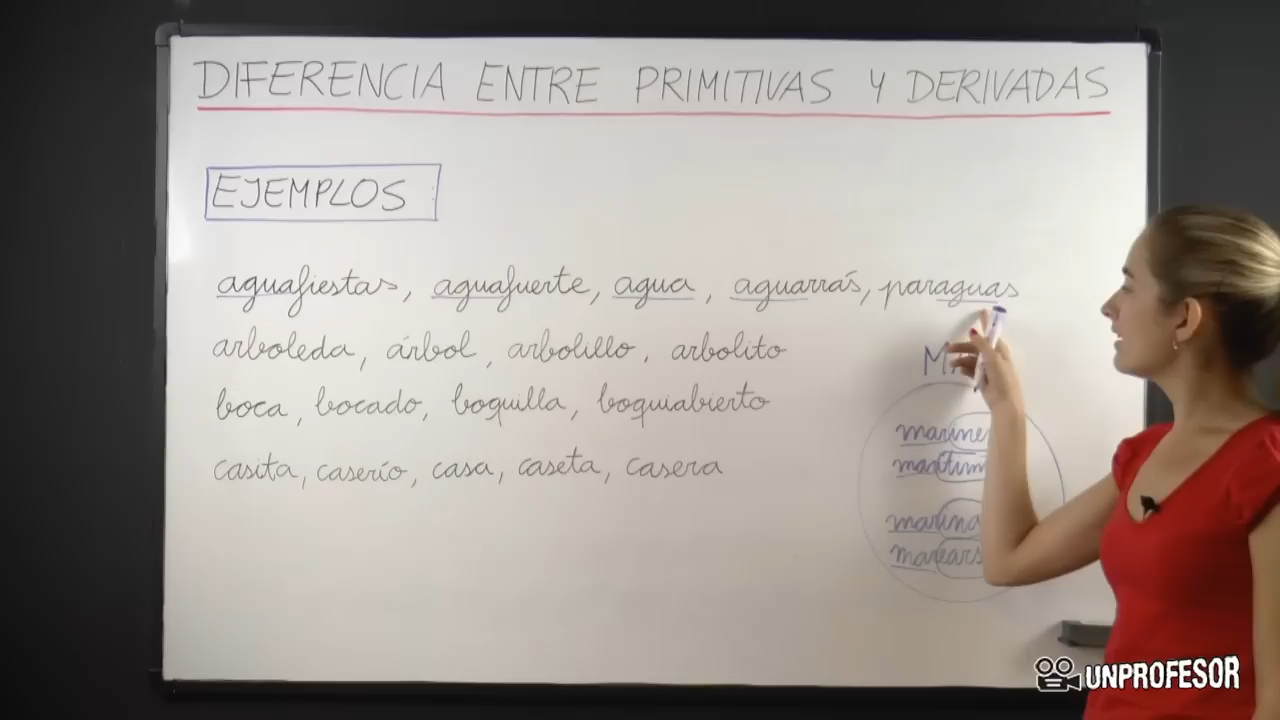 DIFERENCIA ENTRE PRIMITIVAS Y DERIVADAS
EJEMPLOS
aguafiestas, aguafuerte, agua, aguarrás, paraguas
arboleda, árbol, arbolillo, arbolito
boca, bocado, boquilla, boquiabierto
casita, caserío, casa, caseta, casera
UNPROFESOR